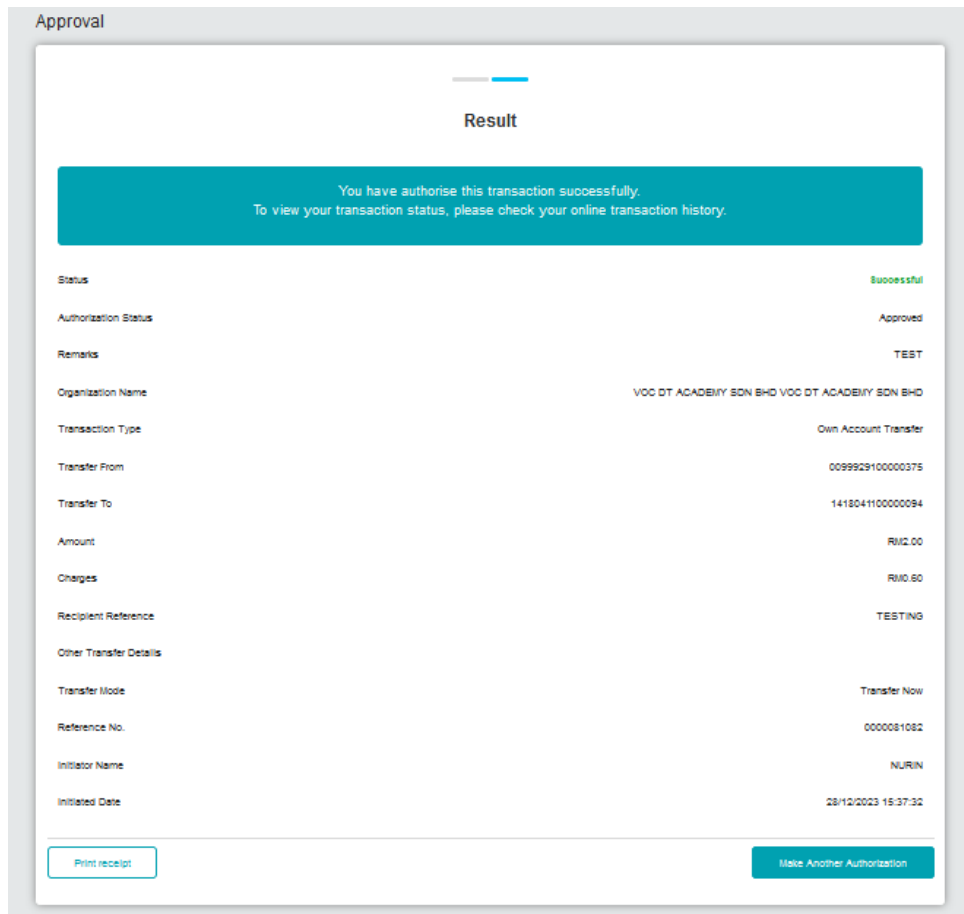 Approval
Result
You have authorise this transaction successfully.
To view your transaction status, please check your online transaction history.
Status Successful
Authorization Status Approved
Remarks TEST
Organization Name VOC DT ACADEMY SDN BHD VOC DT ACADEMY SDN BHD
Transaction Type Own Account Transfer
Transfer From 0099929100000375
Transfer To 1418041100000094
Amount RM2.00
Charges RM0.60
Recipient Reference TESTING
Other Transfer Details
Transfer Mode Transfer Now
Reference No. 0000081082
Initiator Name NURIN
Initiated Date 28/12/2023 15:37:32
Print receipt Make Another Authorization